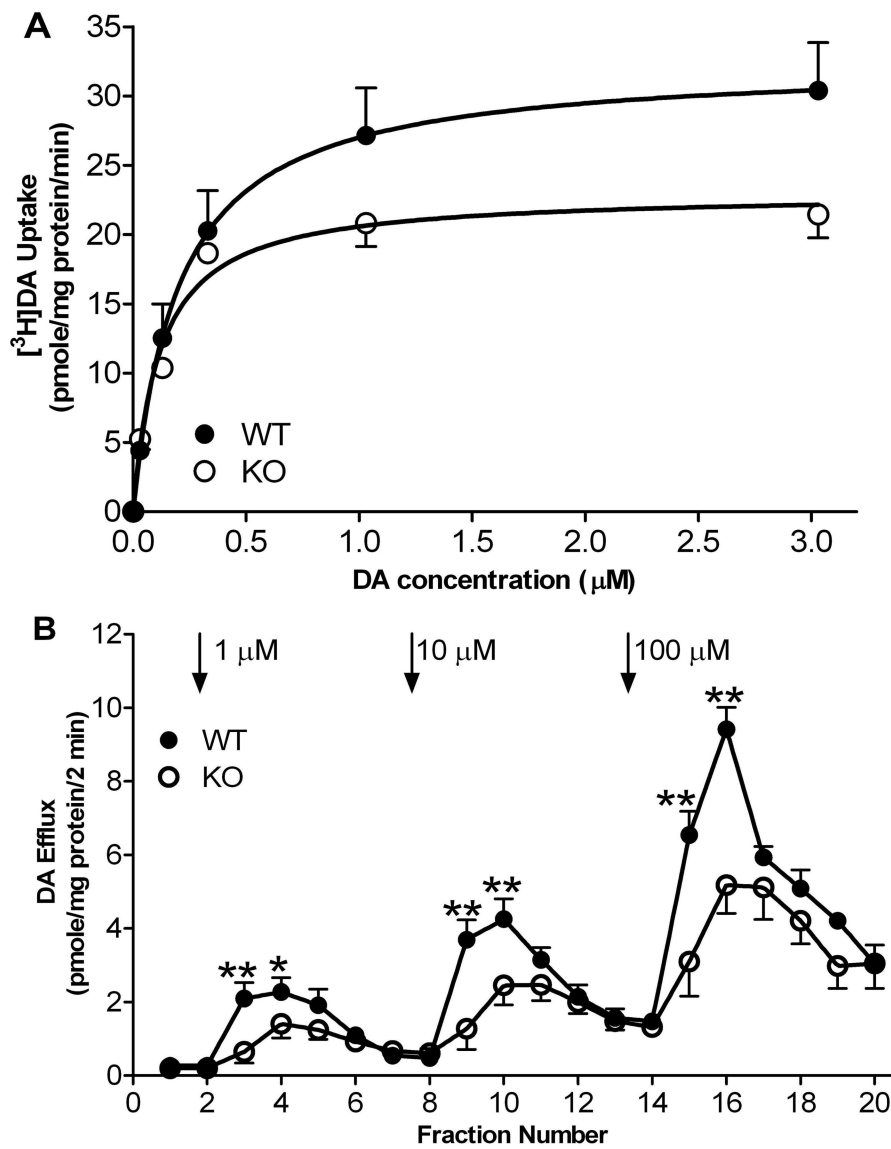 A
35
30
25
20
15
10
5
0
[³H]DA Uptake
(pmole/mg protein/min)
WT
KO
0.0 0.5 1.0 1.5 2.0 2.5 3.0
DA concentration (μM)
B
12
10
8
6
4
2
0
DA Efflux
(pmole/mg protein/2 min)
1 μM 10 μM 100 μM
WT
KO
** * ** ** ** **
0 2 4 6 8 10 12 14 16 18 20
Fraction Number